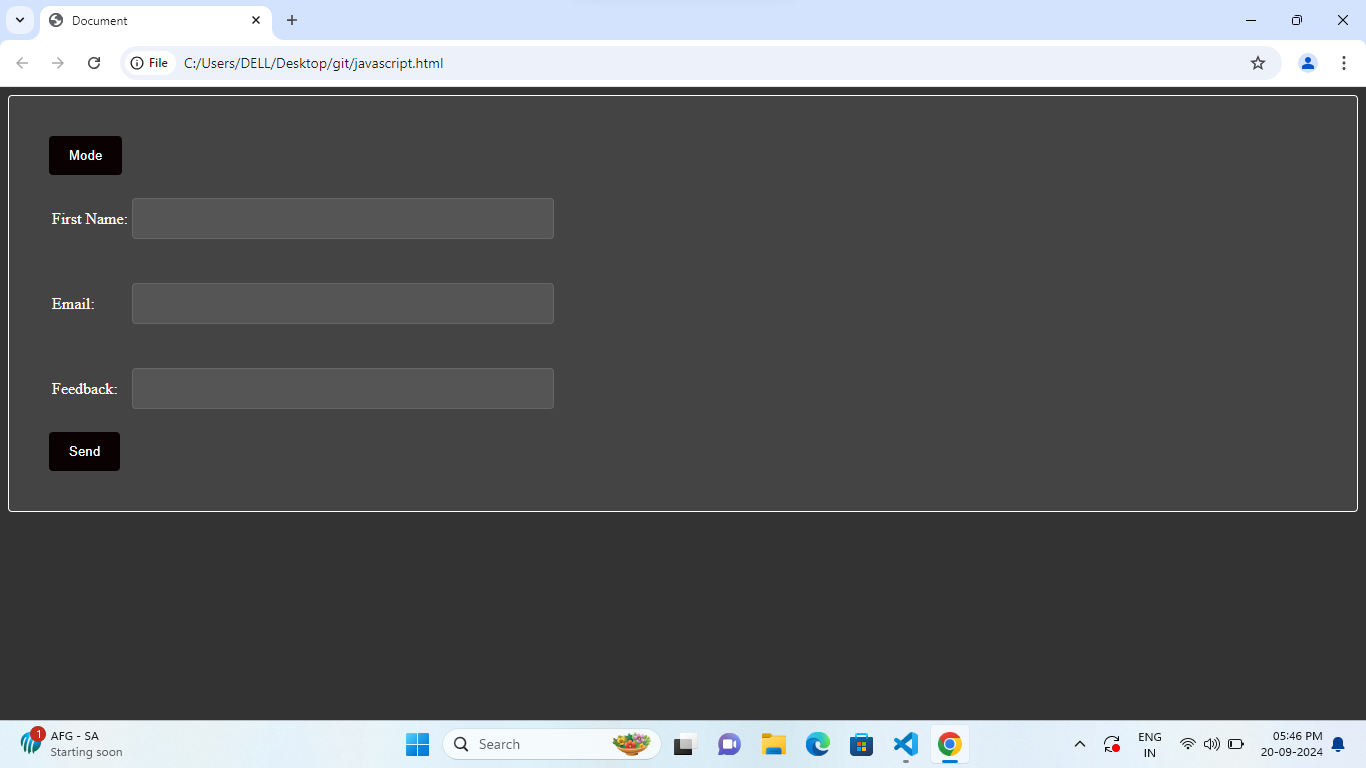 Document
File C:/Users/DELL/Desktop/git/javascript.html
Mode
First Name:
Email:
Feedback:
Send
1 AFG - SA
Starting soon
Search
ENG
IN
05:46 PM
20-09-2024